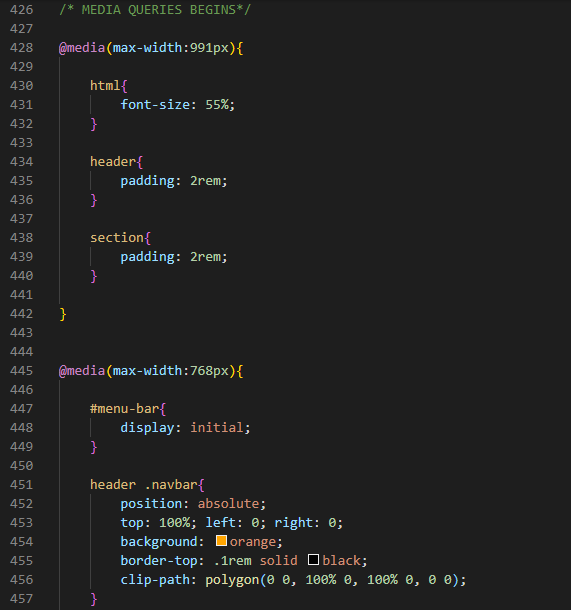 426 /* MEDIA QUERIES BEGINS*/
427
428 @media(max-width:991px){
429
430 html{
431 font-size: 55%;
432 }
433
434 header{
435 padding: 2rem;
436 }
437
438 section{
439 padding: 2rem;
440 }
441
442 }
443
444
445 @media(max-width:768px){
446
447 #menu-bar{
448 display: initial;
449 }
450
451 header .navbar{
452 position: absolute;
453 top: 100%; left: 0; right: 0;
454 background: orange;
455 border-top: .1rem solid black;
456 clip-path: polygon(0 0, 100% 0, 100% 0, 0 0);
457 }